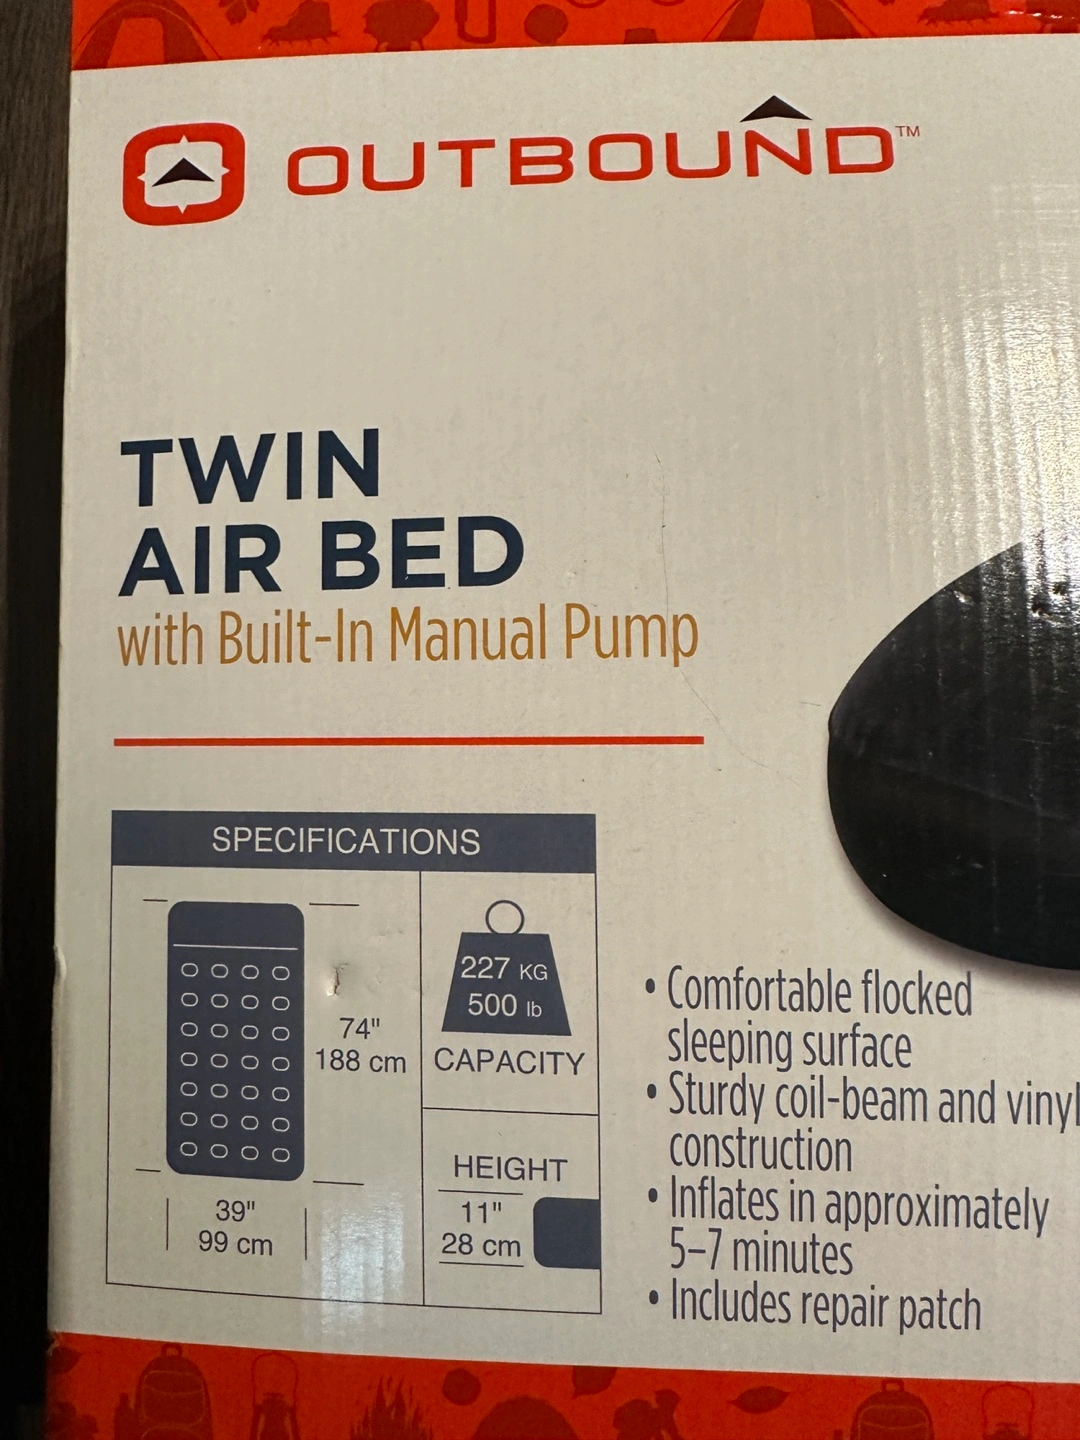 OUTBOUND™
TWIN
AIR BED
with Built-In Manual Pump
SPECIFICATIONS
74"
188 cm
39"
99 cm
227 KG
500 lb
CAPACITY
HEIGHT
11"
28 cm
• Comfortable flocked
sleeping surface
• Sturdy coil-beam and vinyl
construction
• Inflates in approximately
5–7 minutes
• Includes repair patch